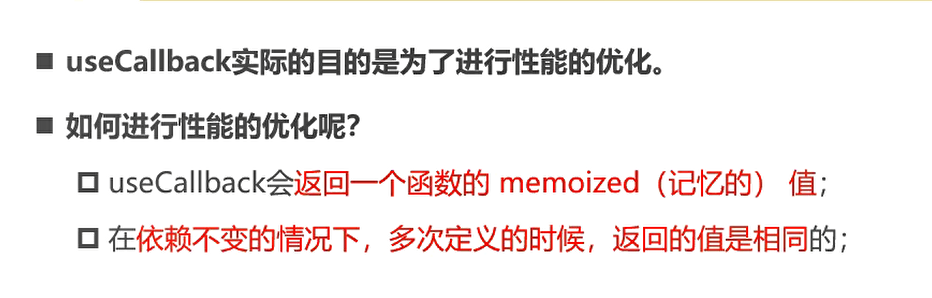 ■ useCallback实际的目的是为了进行性能的优化。
■ 如何进行性能的优化呢？
useCallback会返回一个函数的 memoized（记忆的） 值；
在依赖不变的情况下，多次定义的时候，返回的值是相同的；